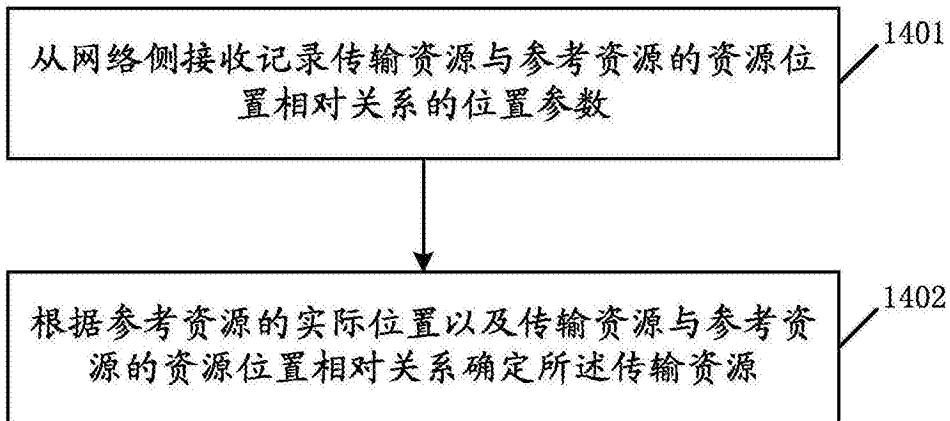 从网络侧接收记录传输资源与参考资源的资源位
置相对关系的位置参数
1401
根据参考资源的实际位置以及传输资源与参考资
源的资源位置相对关系确定所述传输资源
1402